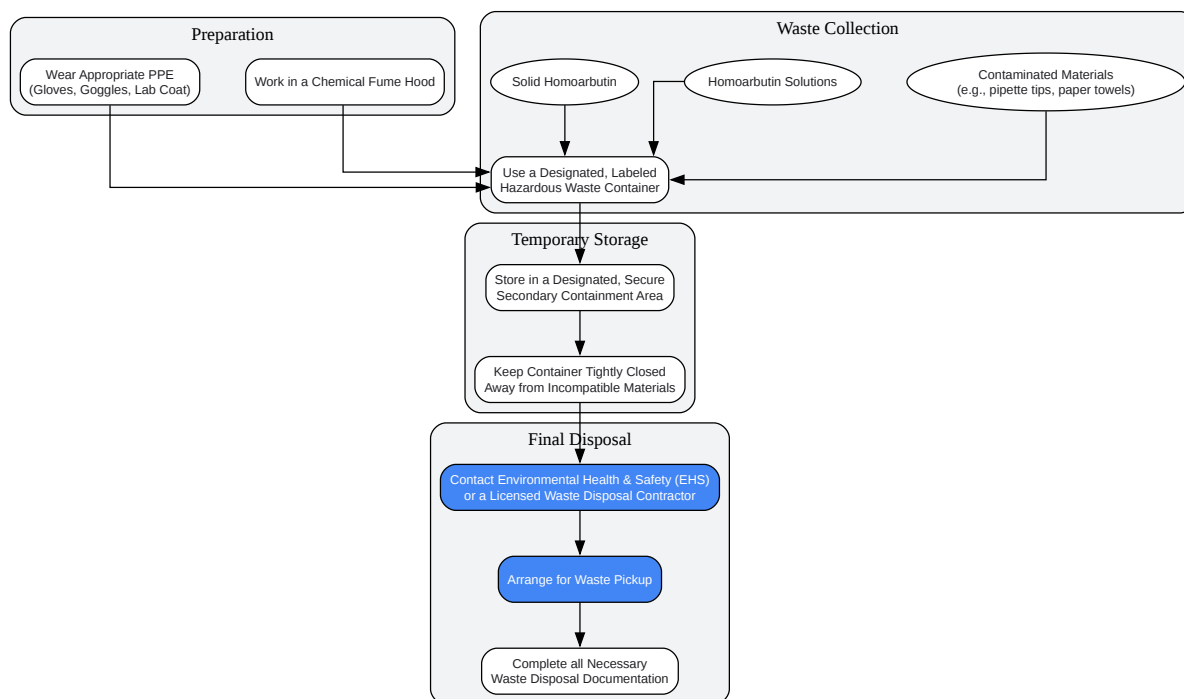 Preparation
Wear Appropriate PPE
(Gloves, Goggles, Lab Coat)
Work in a Chemical Fume Hood
Waste Collection
Solid Homoarbutin
Homoarbutin Solutions
Contaminated Materials
(e.g., pipette tips, paper towels)
Use a Designated, Labeled
Hazardous Waste Container
Temporary Storage
Store in a Designated, Secure
Secondary Containment Area
Keep Container Tightly Closed
Away from Incompatible Materials
Final Disposal
Contact Environmental Health & Safety (EHS)
or a Licensed Waste Disposal Contractor
Arrange for Waste Pickup
Complete all Necessary
Waste Disposal Documentation